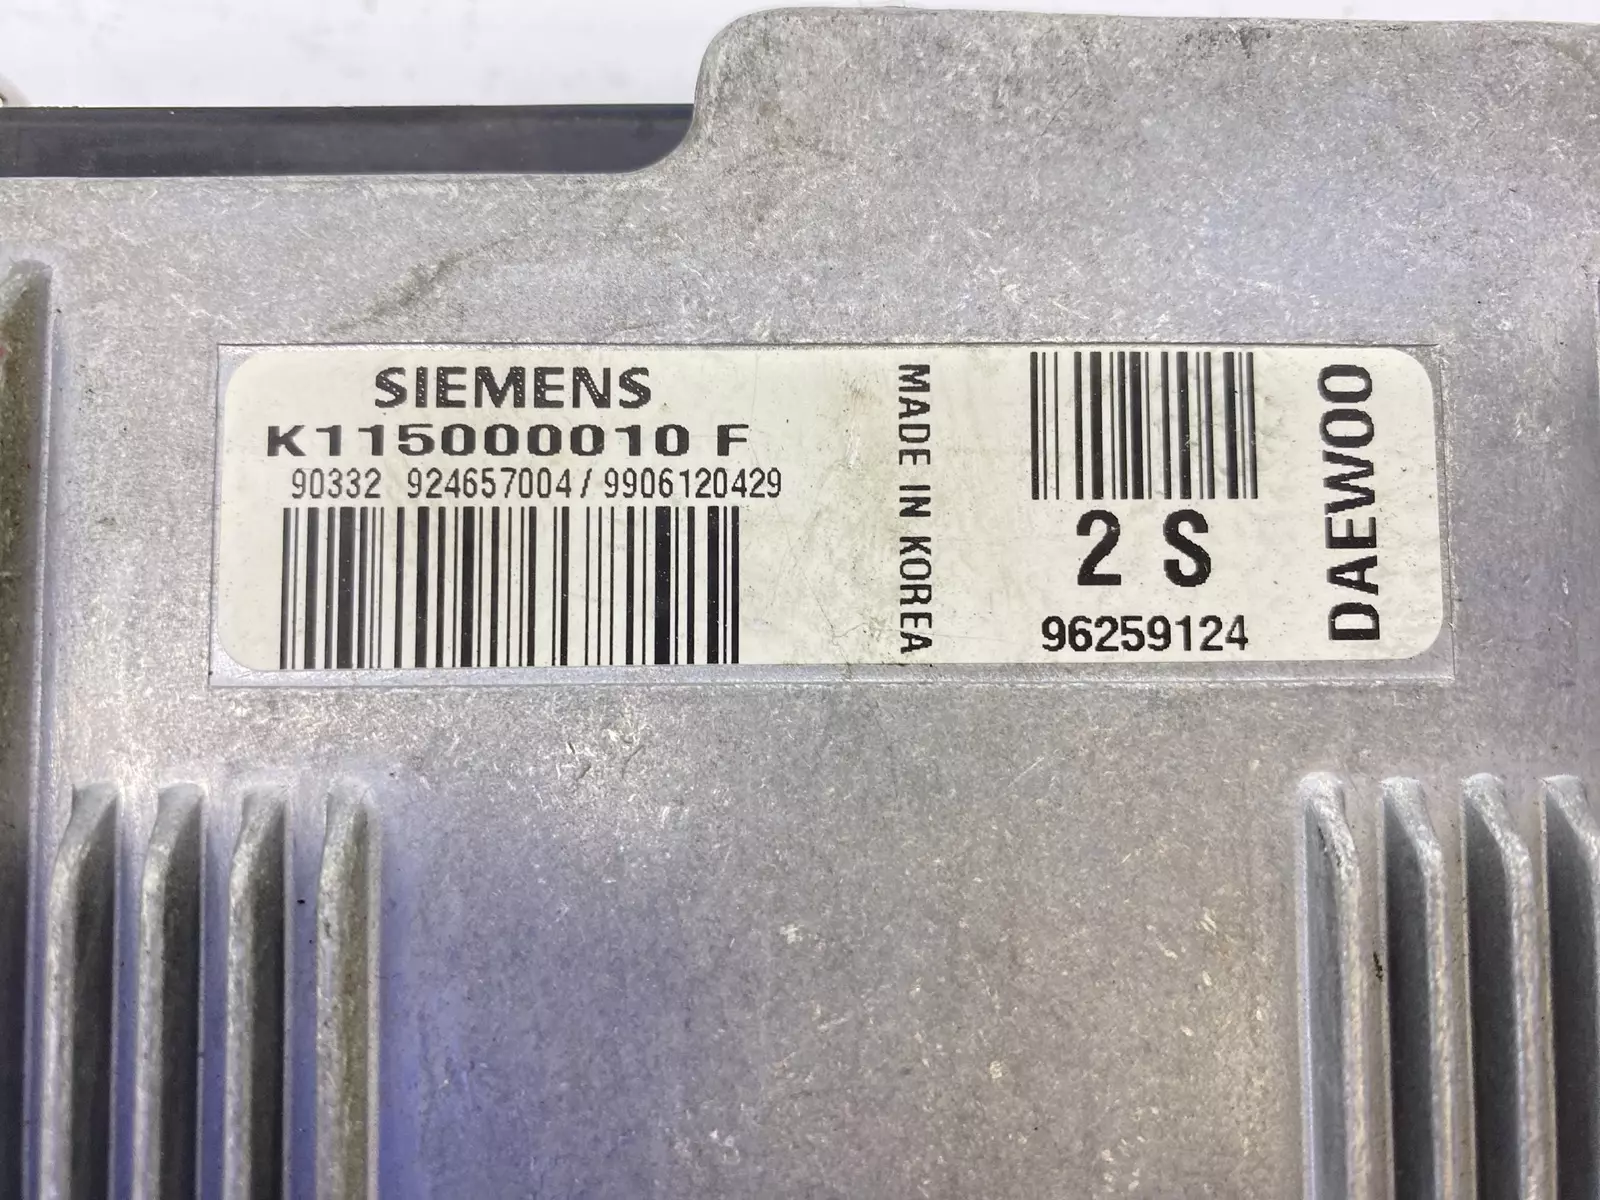 SIEMENS
K115000010 F
90332 924657004/9906120429
MADE IN KOREA
2 S
96259124
DAEWOO